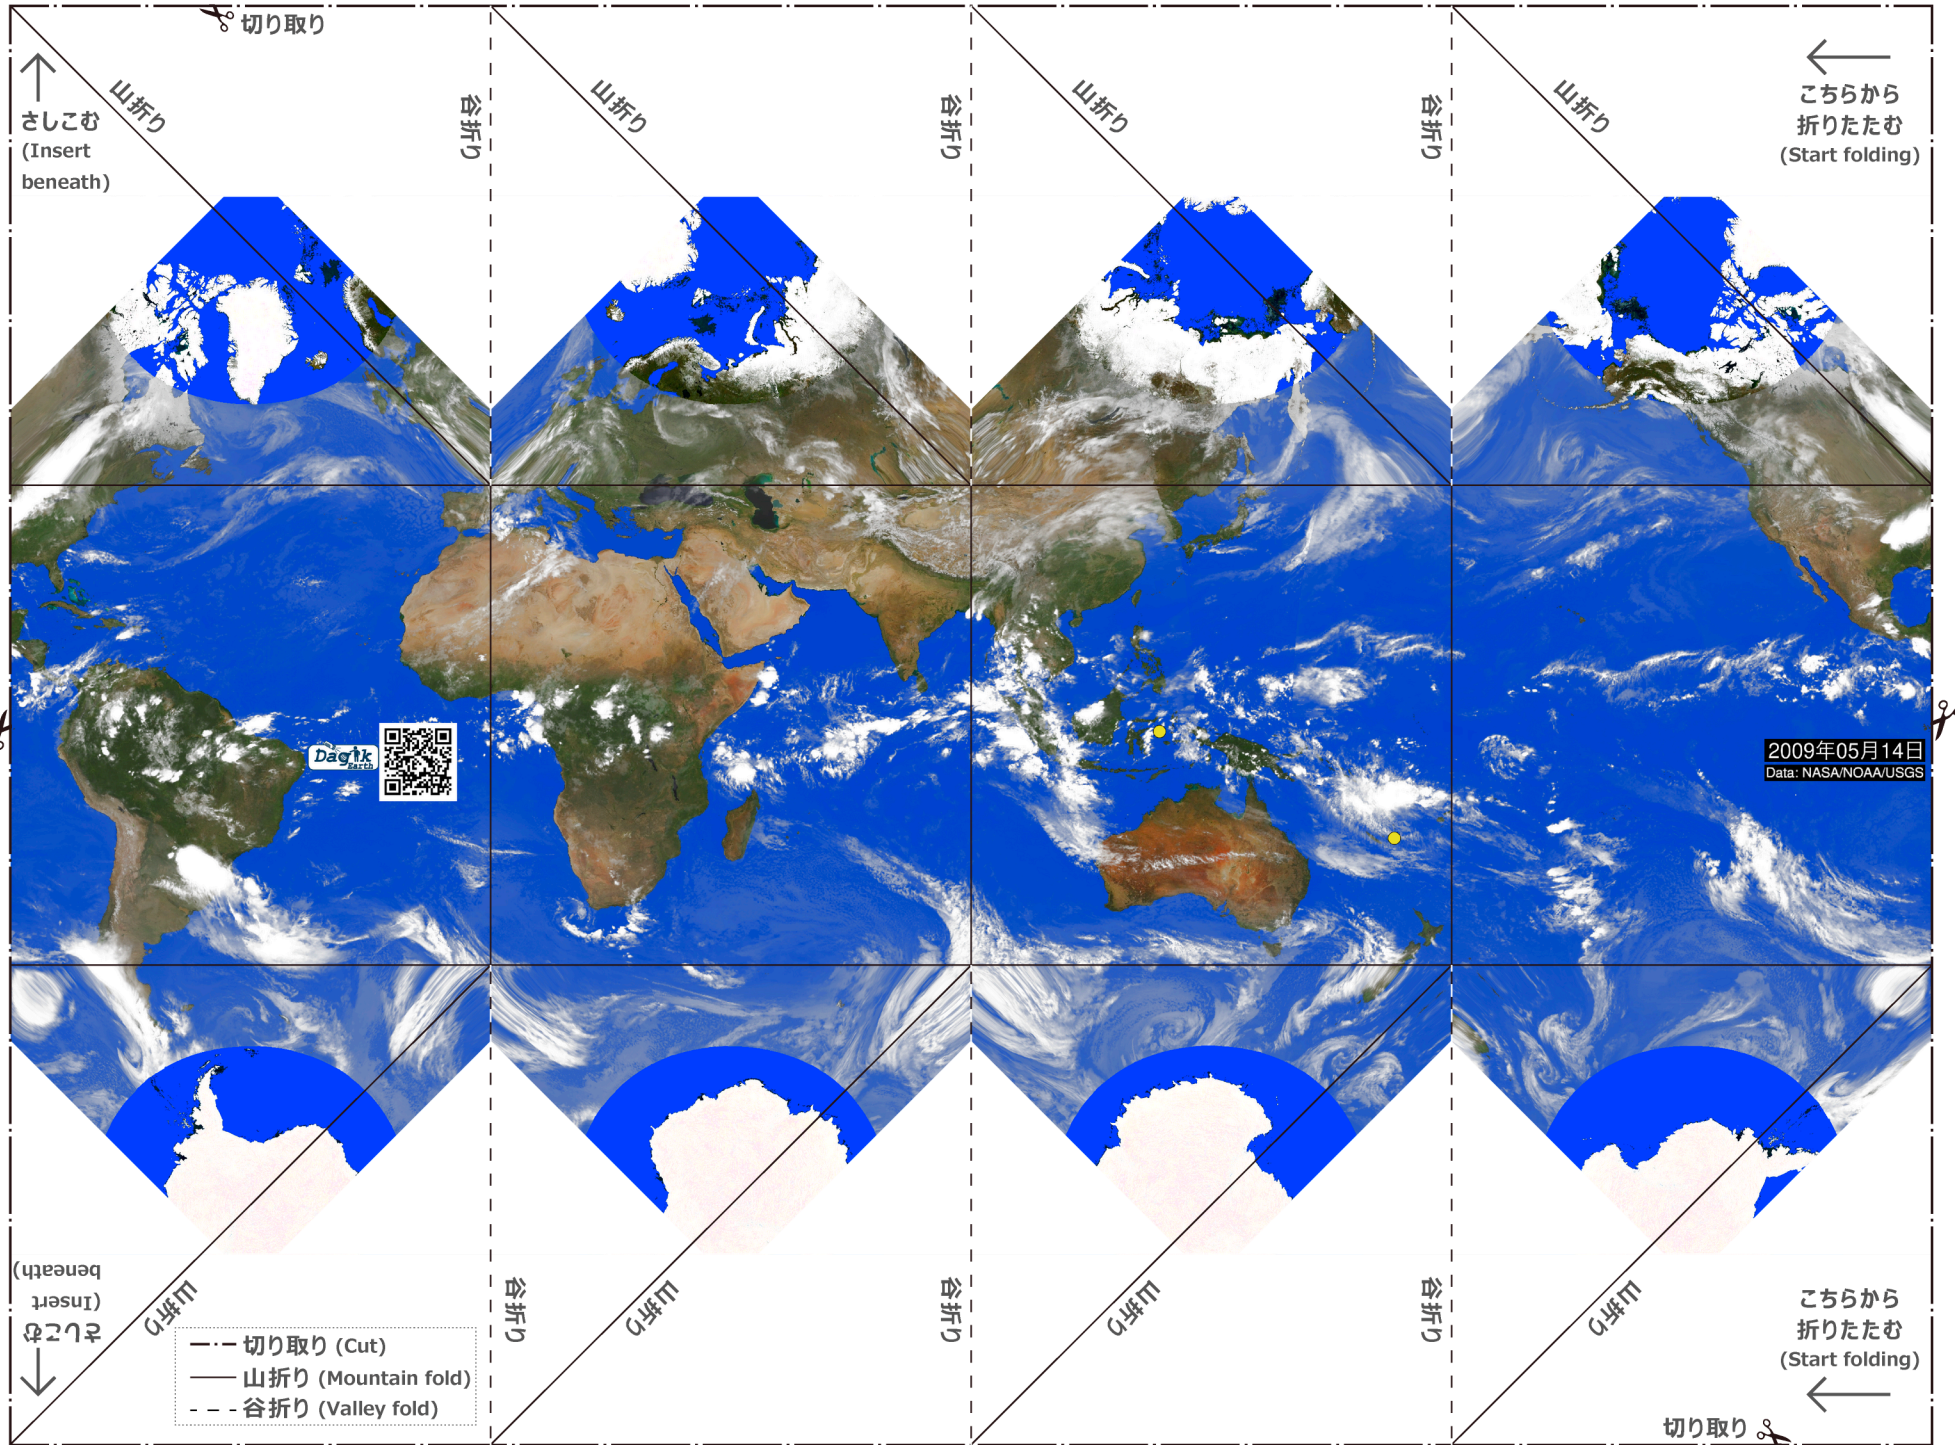 切り取り
さしこむ
(Insert
beneath)
山折り
谷折り
山折り
谷折り
山折り
谷折り
山折り
こちらから
折りたたむ
(Start folding)
Dagik
Earth
2009年05月14日
Data: NASA/NOAA/USGS
さしこむ
(Insert
beneath)
山折り
谷折り
山折り
谷折り
山折り
谷折り
山折り
こちらから
折りたたむ
(Start folding)
切り取り (Cut)
山折り (Mountain fold)
谷折り (Valley fold)
切り取り